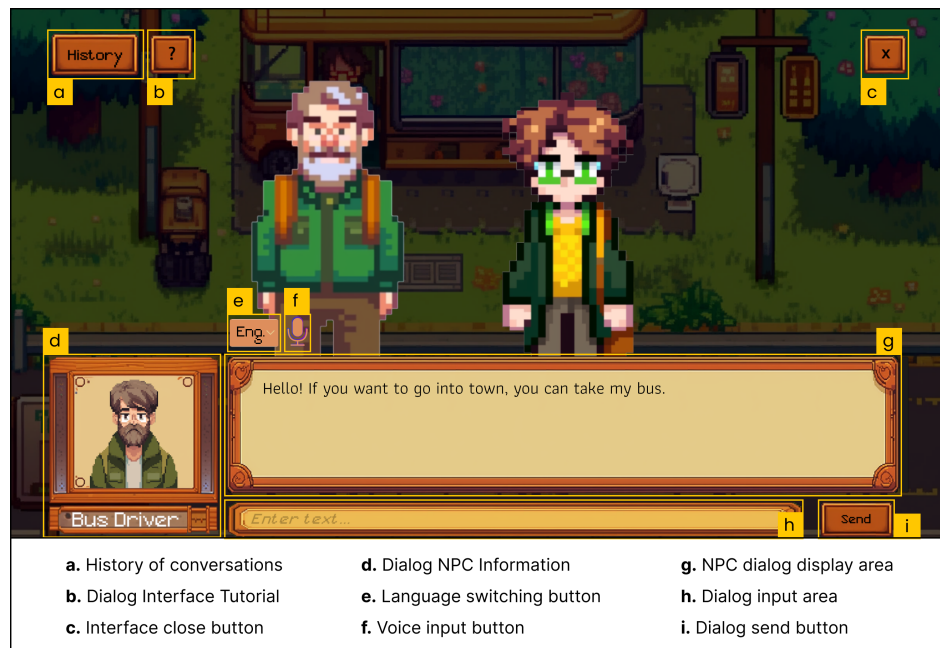 History
?
x
a
b
c
e
f
Eng.
d
g
Hello! If you want to go into town, you can take my bus.
Bus Driver
Enter text...
h
Send
i
a. History of conversations
d. Dialog NPC Information
g. NPC dialog display area
b. Dialog Interface Tutorial
e. Language switching button
h. Dialog input area
c. Interface close button
f. Voice input button
i. Dialog send button